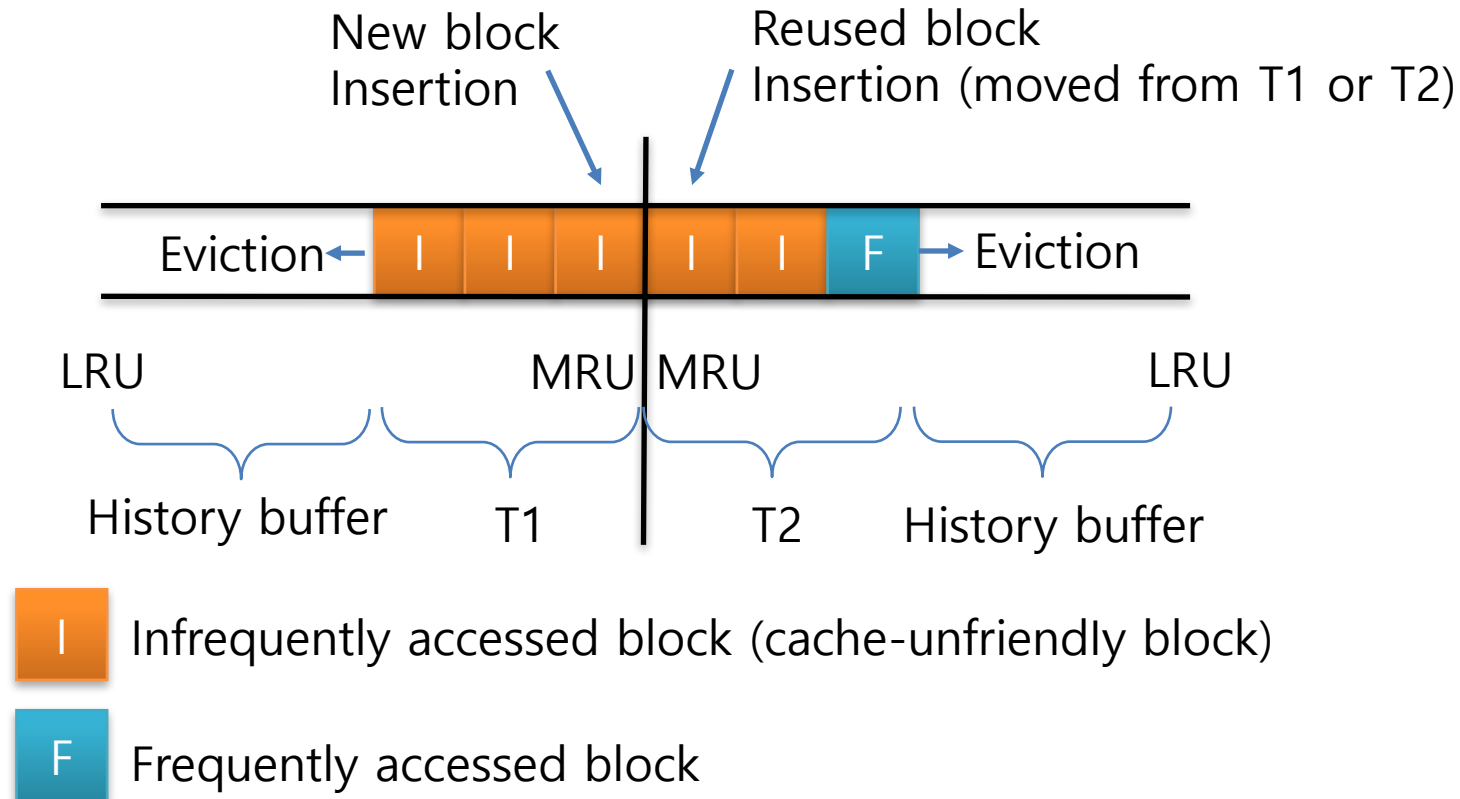 New block
Insertion
Reused block
Insertion (moved from T1 or T2)
Eviction
I
I
I
I
I
F
Eviction
LRU
MRU
MRU
LRU
History buffer
T1
T2
History buffer
I
Infrequently accessed block (cache-unfriendly block)
F
Frequently accessed block